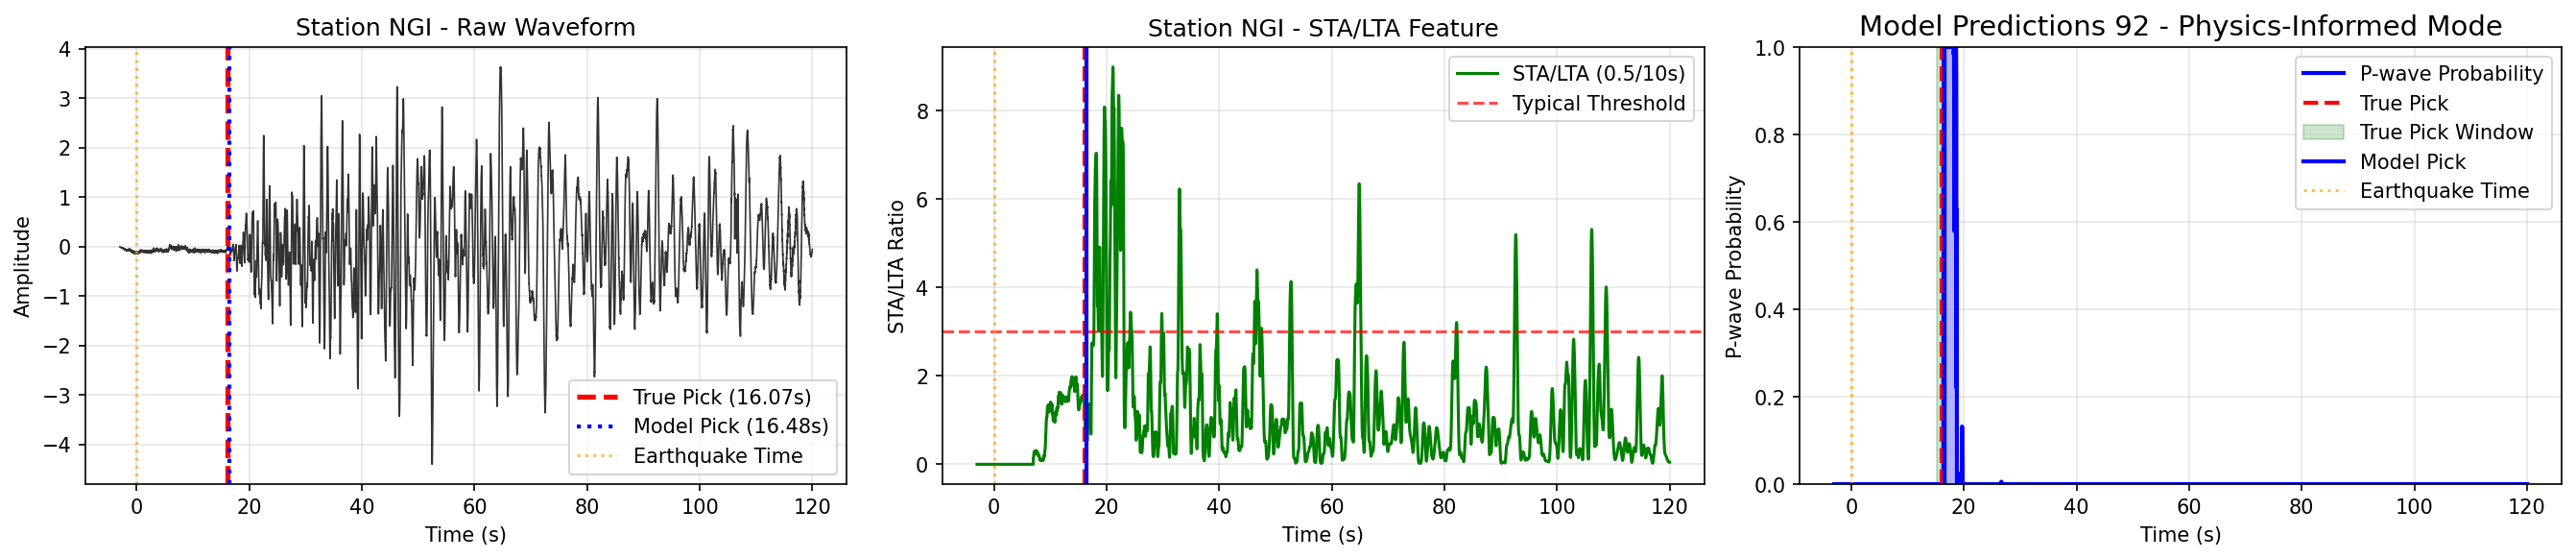 Station NGI - Raw Waveform
Amplitude
4
3
2
1
0
−1
−2
−3
−4
True Pick (16.07s)
Model Pick (16.48s)
Earthquake Time
0 20 40 60 80 100 120
Time (s)
Station NGI - STA/LTA Feature
STA/LTA Ratio
8
6
4
2
0
STA/LTA (0.5/10s)
Typical Threshold
0 20 40 60 80 100 120
Time (s)
Model Predictions 92 - Physics-Informed Mode
P-wave Probability
1.0
0.8
0.6
0.4
0.2
0.0
P-wave Probability
True Pick
True Pick Window
Model Pick
Earthquake Time
0 20 40 60 80 100 120
Time (s)